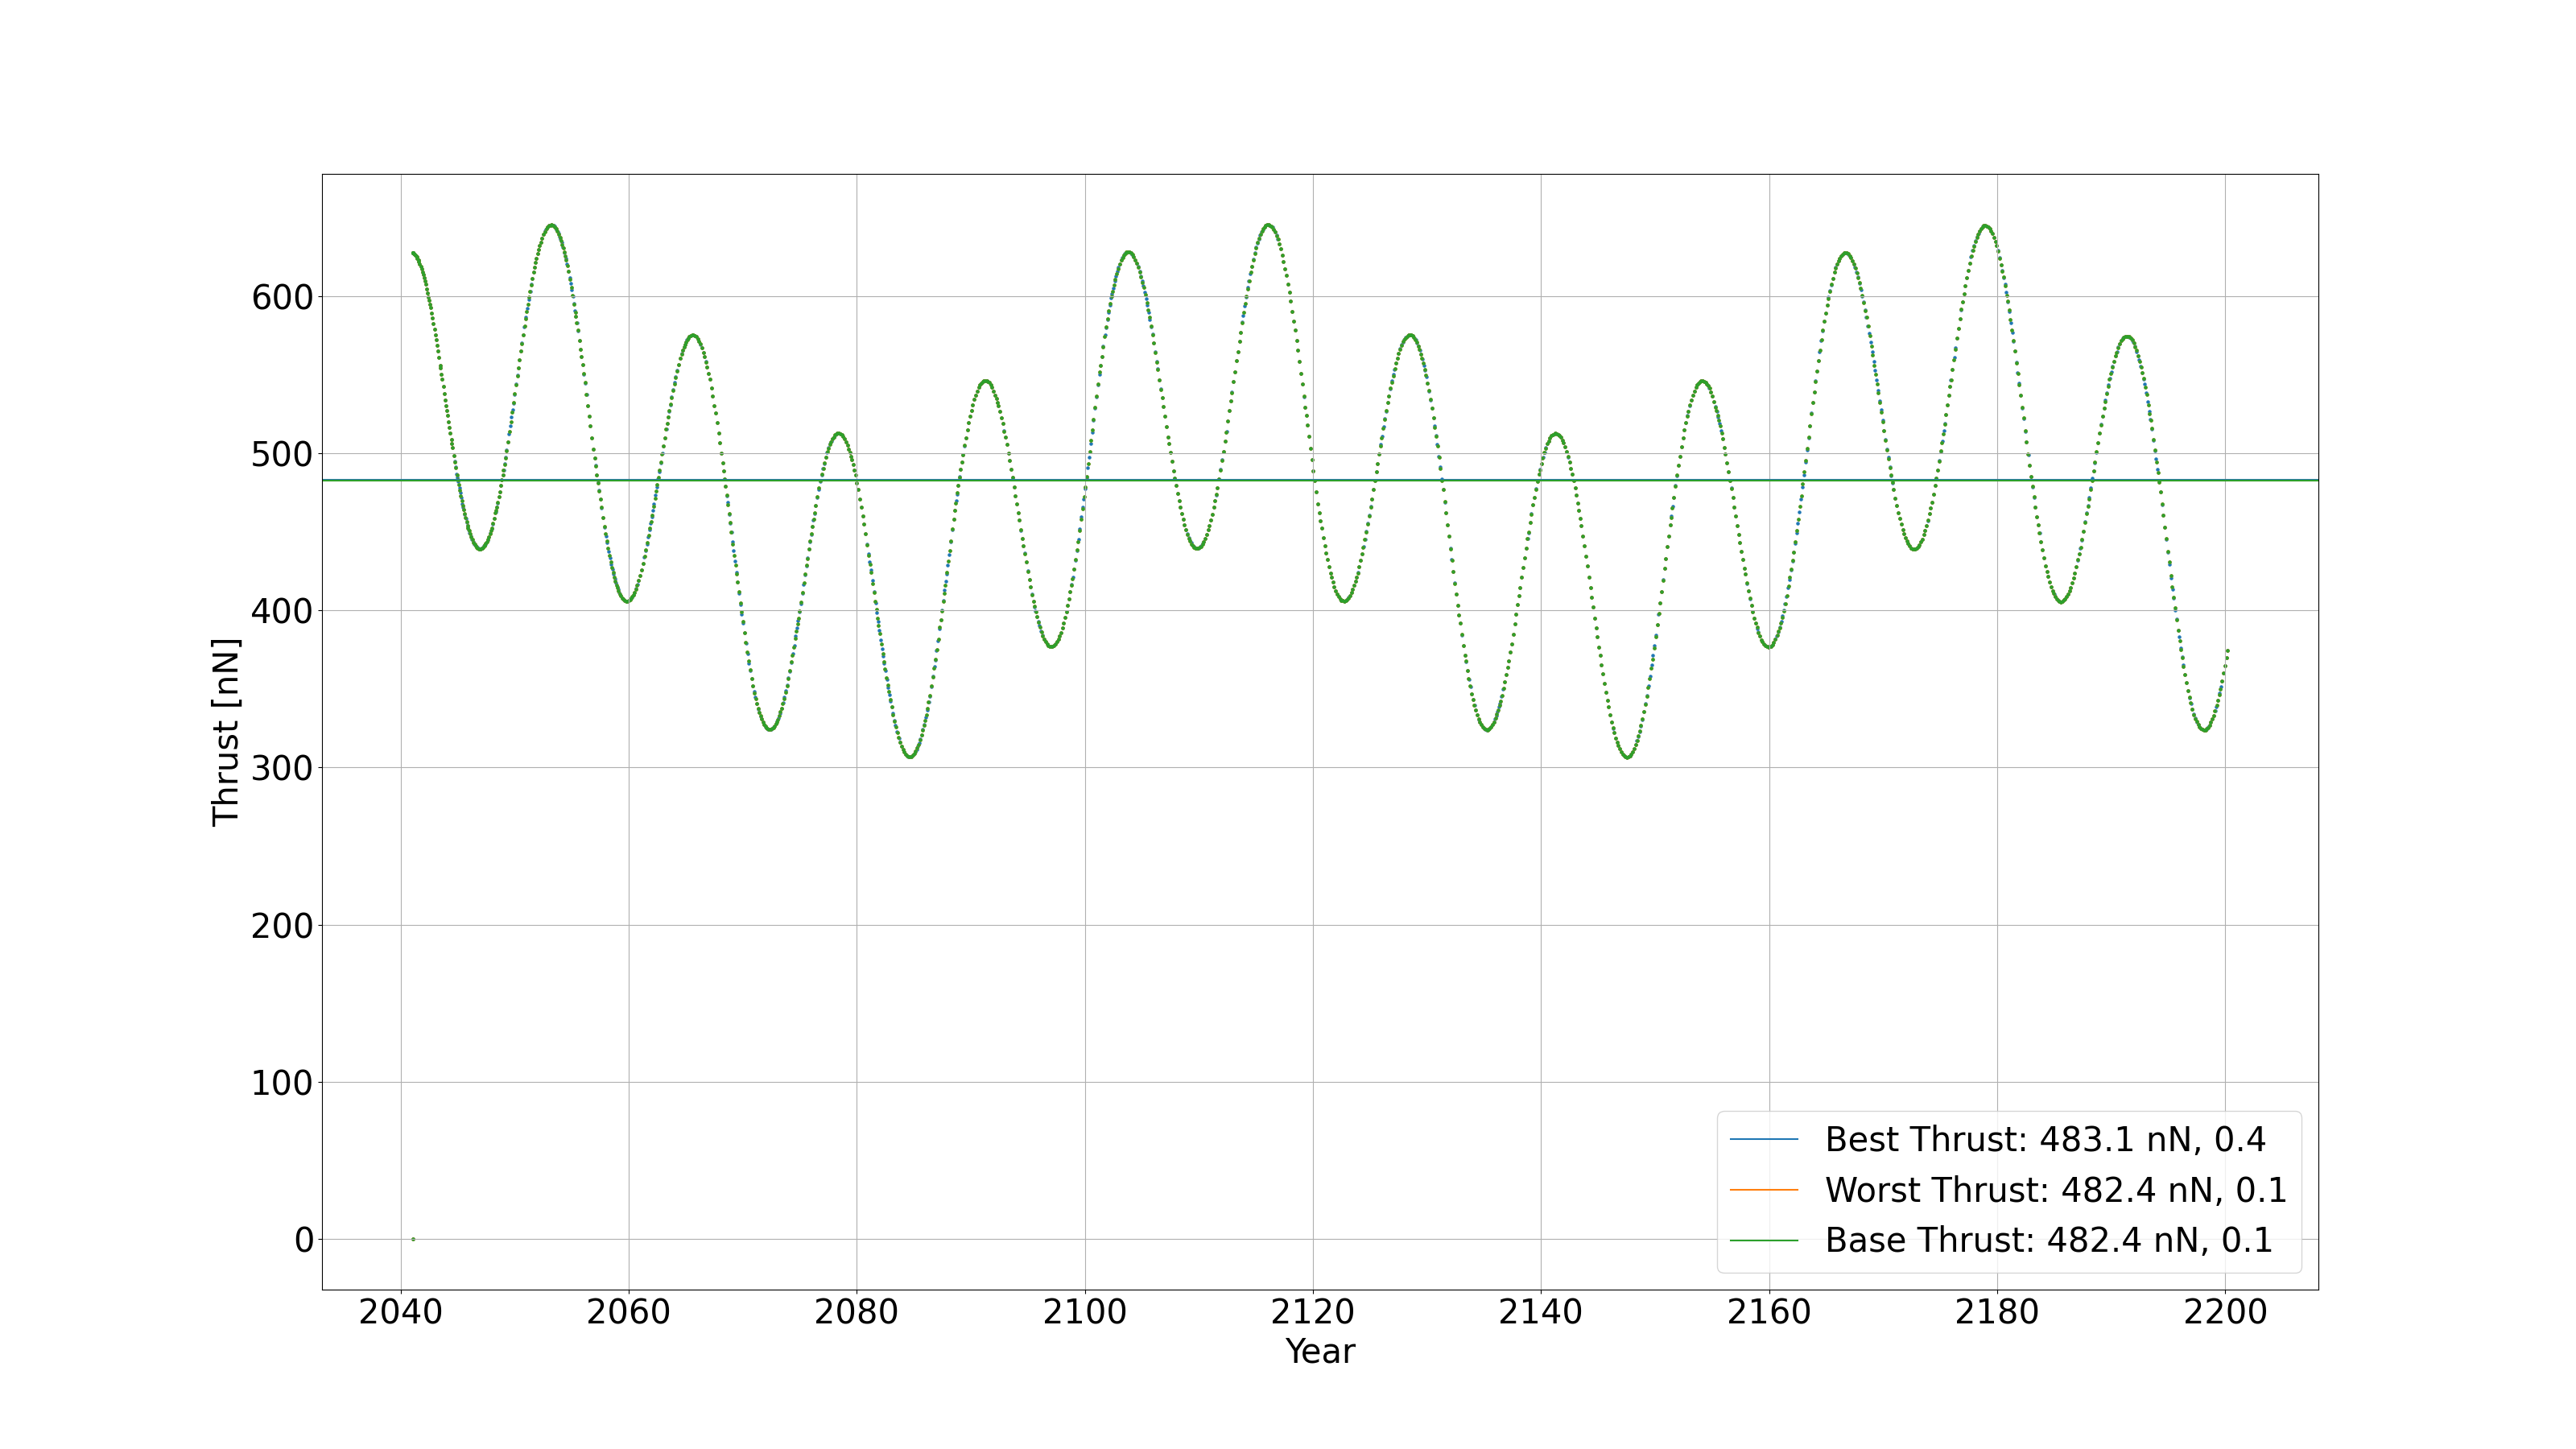 Thrust [nN]
600
500
400
300
200
100
0
2040 2060 2080 2100 2120 2140 2160 2180 2200
Year
Best Thrust: 483.1 nN, 0.4
Worst Thrust: 482.4 nN, 0.1
Base Thrust: 482.4 nN, 0.1